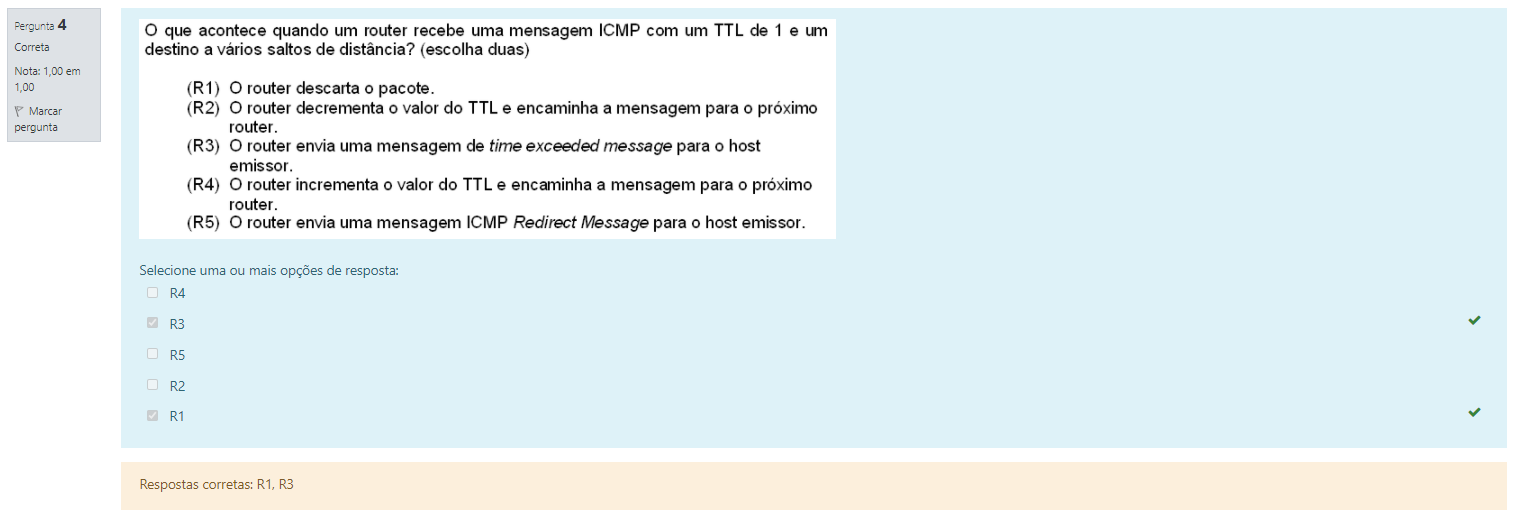 Pergunta 4
Correta
Nota: 1,00 em
1,00
Marcar
pergunta
O que acontece quando um router recebe uma mensagem ICMP com um TTL de 1 e um
destino a vários saltos de distância? (escolha duas)
(R1) O router descarta o pacote.
(R2) O router decrementa o valor do TTL e encaminha a mensagem para o próximo
router.
(R3) O router envia uma mensagem de time exceeded message para o host
emissor.
(R4) O router incrementa o valor do TTL e encaminha a mensagem para o próximo
router.
(R5) O router envia uma mensagem ICMP Redirect Message para o host emissor.
Selecione uma ou mais opções de resposta:
R4
R3
R5
R2
R1
Respostas corretas: R1, R3